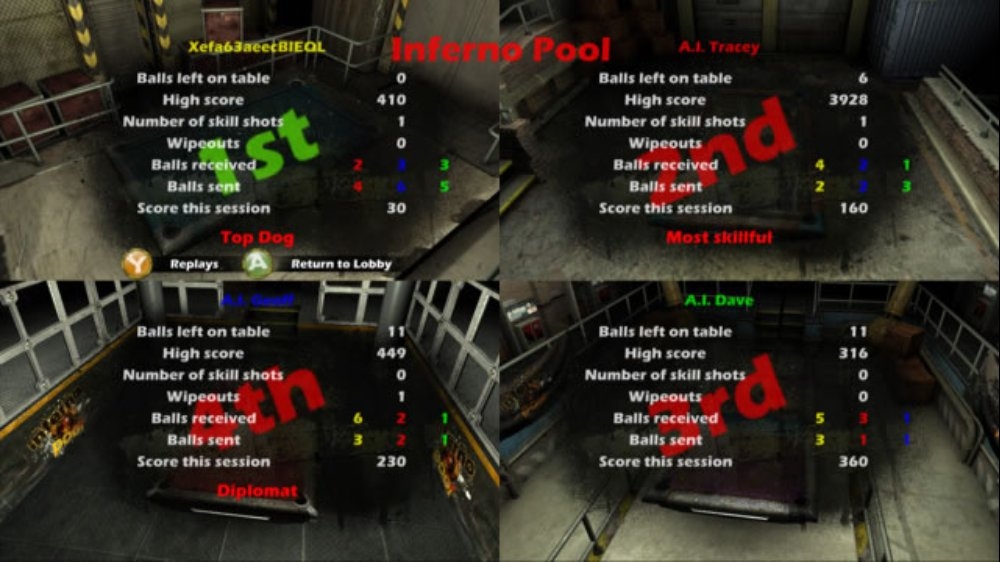 Inferno Pool
Xefa63aeecBIEQL
Balls left on table 0
High score 410
Number of skill shots 1
Wipeouts 0
Balls received 2 3
Balls sent 4 5
Score this session 30
1st
Top Dog
Y Replays A Return to Lobby
A.I. Tracey
Balls left on table 6
High score 3928
Number of skill shots 1
Wipeouts 0
Balls received 4 1
Balls sent 2 3
Score this session 160
2nd
Most skillful
A.I. Geoff
Balls left on table 11
High score 449
Number of skill shots 0
Wipeouts 1
Balls received 6 2 1
Balls sent 3 2 1
Score this session 230
4th
Diplomat
A.I. Dave
Balls left on table 11
High score 316
Number of skill shots 0
Wipeouts 0
Balls received 5 3
Balls sent 3 1
Score this session 360
3rd